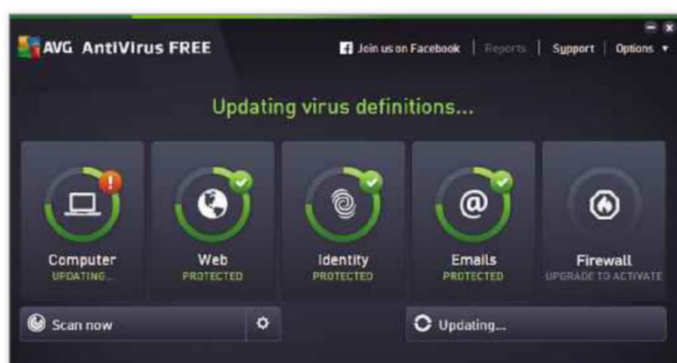 AVG AntiVirus FREE
Join us on Facebook | Reports | Support | Options
Updating virus definitions...
Computer
UPDATING...
Web
PROTECTED
Identity
PROTECTED
Emails
PROTECTED
Firewall
UPGRADE TO ACTIVATE
Scan now
Updating...